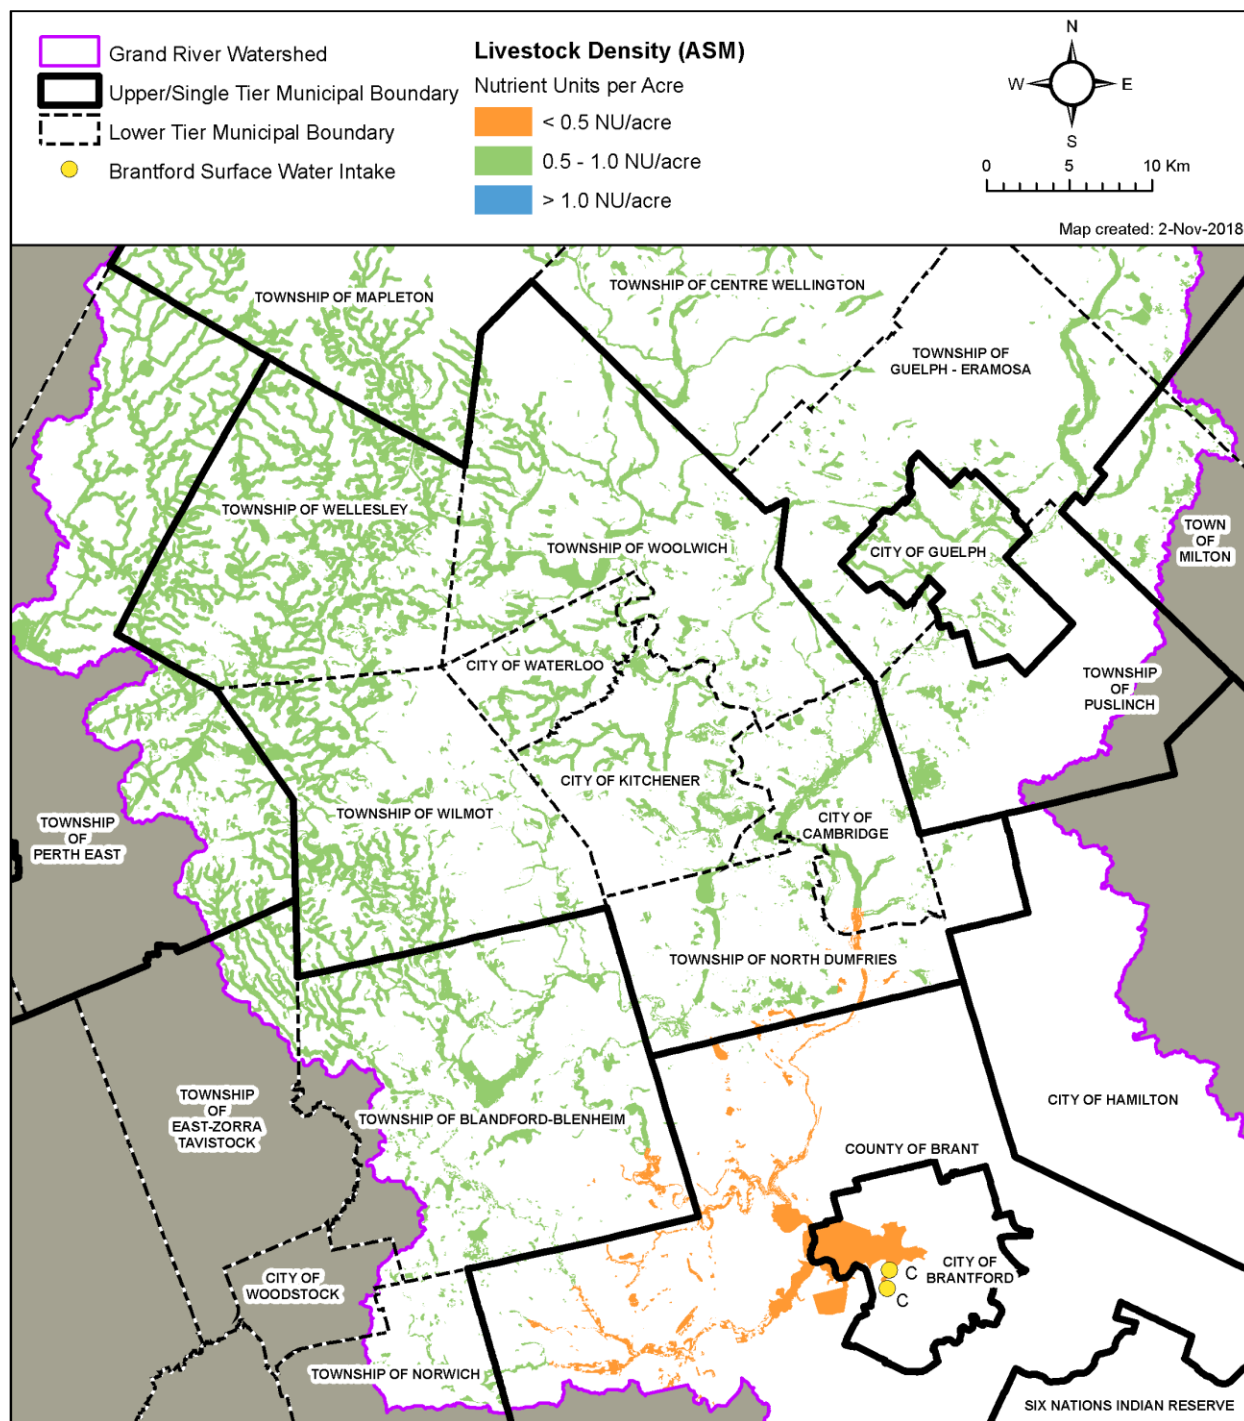 Grand River Watershed
Upper/Single Tier Municipal Boundary
Lower Tier Municipal Boundary
Brantford Surface Water Intake
Livestock Density (ASM)
Nutrient Units per Acre
< 0.5 NU/acre
0.5 - 1.0 NU/acre
> 1.0 NU/acre
N
W
E
S
0
5
10 Km
Map created: 2-Nov-2018
TOWNSHIP OF MAPLETON
TOWNSHIP OF CENTRE WELLINGTON
TOWNSHIP OF
GUELPH - ERAMOSA
TOWNSHIP OF WELLESLEY
TOWNSHIP OF WOOLWICH
CITY OF GUELPH
TOWN
OF
MILTON
CITY OF WATERLOO
TOWNSHIP
OF
PUSLINCH
CITY OF KITCHENER
TOWNSHIP OF WILMOT
CITY OF
CAMBRIDGE
TOWNSHIP
OF
PERTH EAST
TOWNSHIP OF NORTH DUMFRIES
TOWNSHIP
OF
EAST-ZORRA
TAVISTOCK
TOWNSHIP OF BLANDFORD-BLENHEIM
CITY OF HAMILTON
COUNTY OF BRANT
CITY OF
WOODSTOCK
CITY OF
BRANTFORD
C
C
TOWNSHIP OF NORWICH
SIX NATIONS INDIAN RESERVE